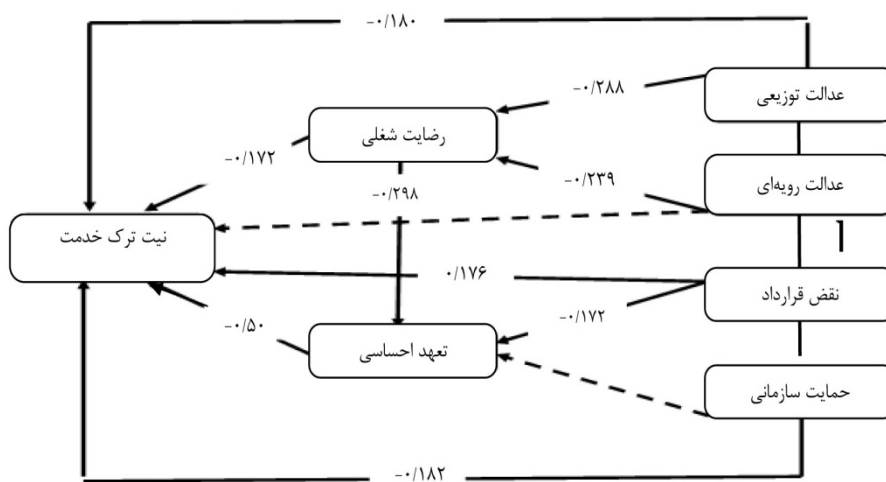 -۰/۱۸۰
عدالت توزیعی
-۰/۲۸۸
رضایت شغلی
-۰/۱۷۲
عدالت رویه‌ای
-۰/۲۳۹
-۰/۲۹۸
نیت ترک خدمت
۰/۱۷۶
نقض قرارداد
-۰/۱۷۲
-۰/۵۰
تعهد احساسی
حمایت سازمانی
-۰/۱۸۲